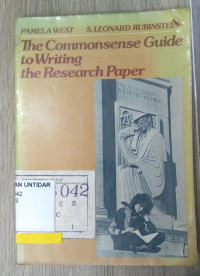 PAMELA WEST S. LEONARD RUBINSTEIN
The Commonsense Guide
to Writing
the Research Paper
AN UNTIDAR
042